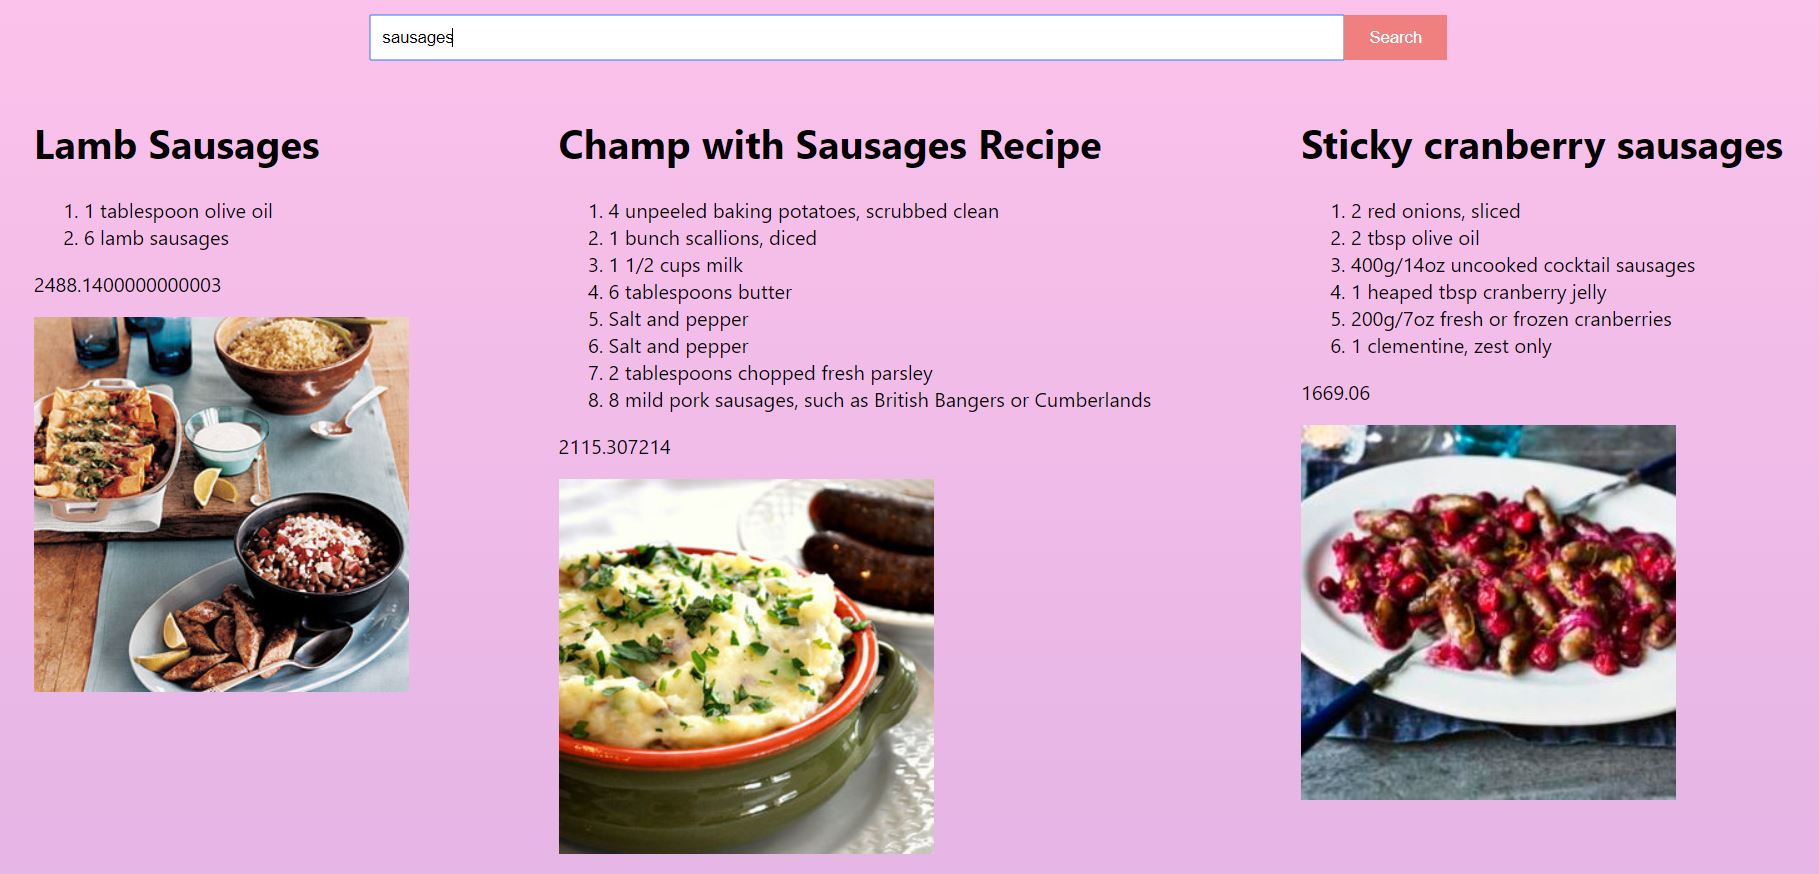 sausages
Search
Lamb Sausages
1. 1 tablespoon olive oil
2. 6 lamb sausages
2488.1400000000003
Champ with Sausages Recipe
1. 4 unpeeled baking potatoes, scrubbed clean
2. 1 bunch scallions, diced
3. 1 1/2 cups milk
4. 6 tablespoons butter
5. Salt and pepper
6. Salt and pepper
7. 2 tablespoons chopped fresh parsley
8. 8 mild pork sausages, such as British Bangers or Cumberlands
2115.307214
Sticky cranberry sausages
1. 2 red onions, sliced
2. 2 tbsp olive oil
3. 400g/14oz uncooked cocktail sausages
4. 1 heaped tbsp cranberry jelly
5. 200g/7oz fresh or frozen cranberries
6. 1 clementine, zest only
1669.06